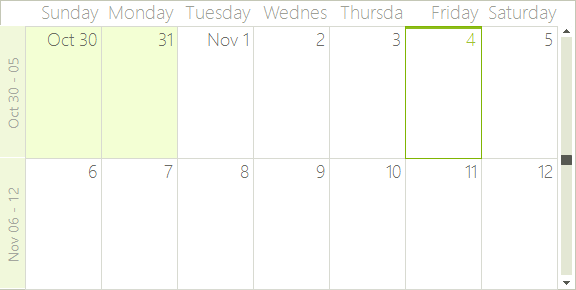 Sunday Monday Tuesday Wednes Thursda Friday Saturday
Oct 30 - 05
Oct 30 31 Nov 1 2 3 4 5
Nov 06 - 12
6 7 8 9 10 11 12